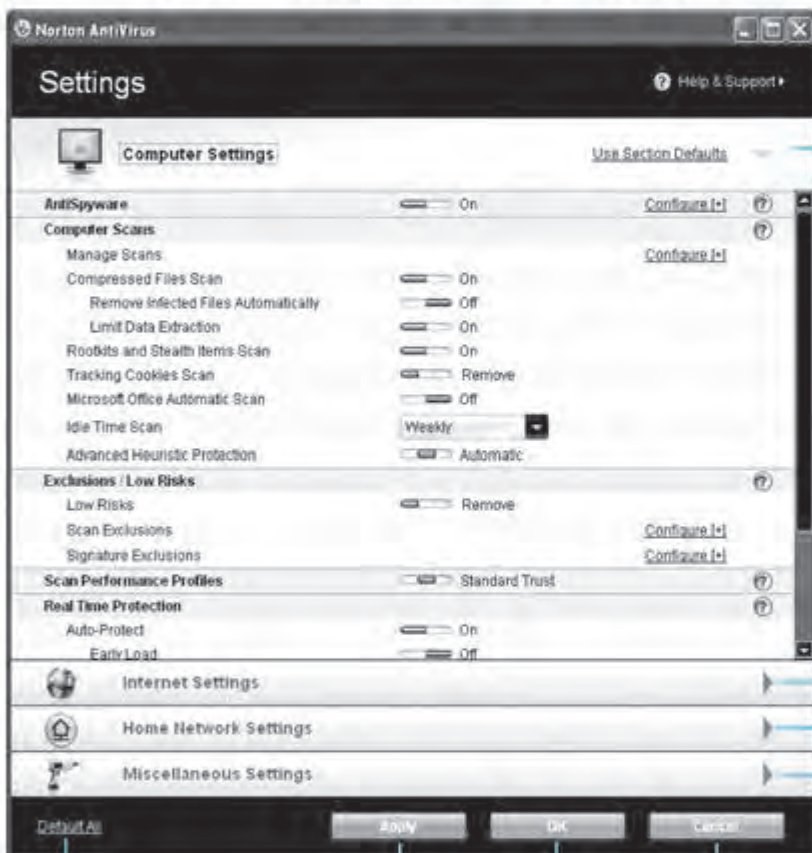 Norton AntiVirus
Settings
Help & Support
Computer Settings
Use Section Defaults
AntiSpyware On Configure [+]
Computer Scans
Manage Scans Configure [+]
Compressed Files Scan On
Remove Infected Files Automatically Off
Limit Data Extraction On
Rootkits and Stealth Items Scan On
Tracking Cookies Scan Remove
Microsoft Office Automatic Scan Off
Idle Time Scan Weekly
Advanced Heuristic Protection Automatic
Exclusions / Low Risks
Low Risks Remove
Scan Exclusions Configure [+]
Signature Exclusions Configure [+]
Scan Performance Profiles Standard Trust
Real Time Protection
Auto-Protect On
Early Load Off
Internet Settings
Home Network Settings
Miscellaneous Settings
Default All Apply OK Cancel